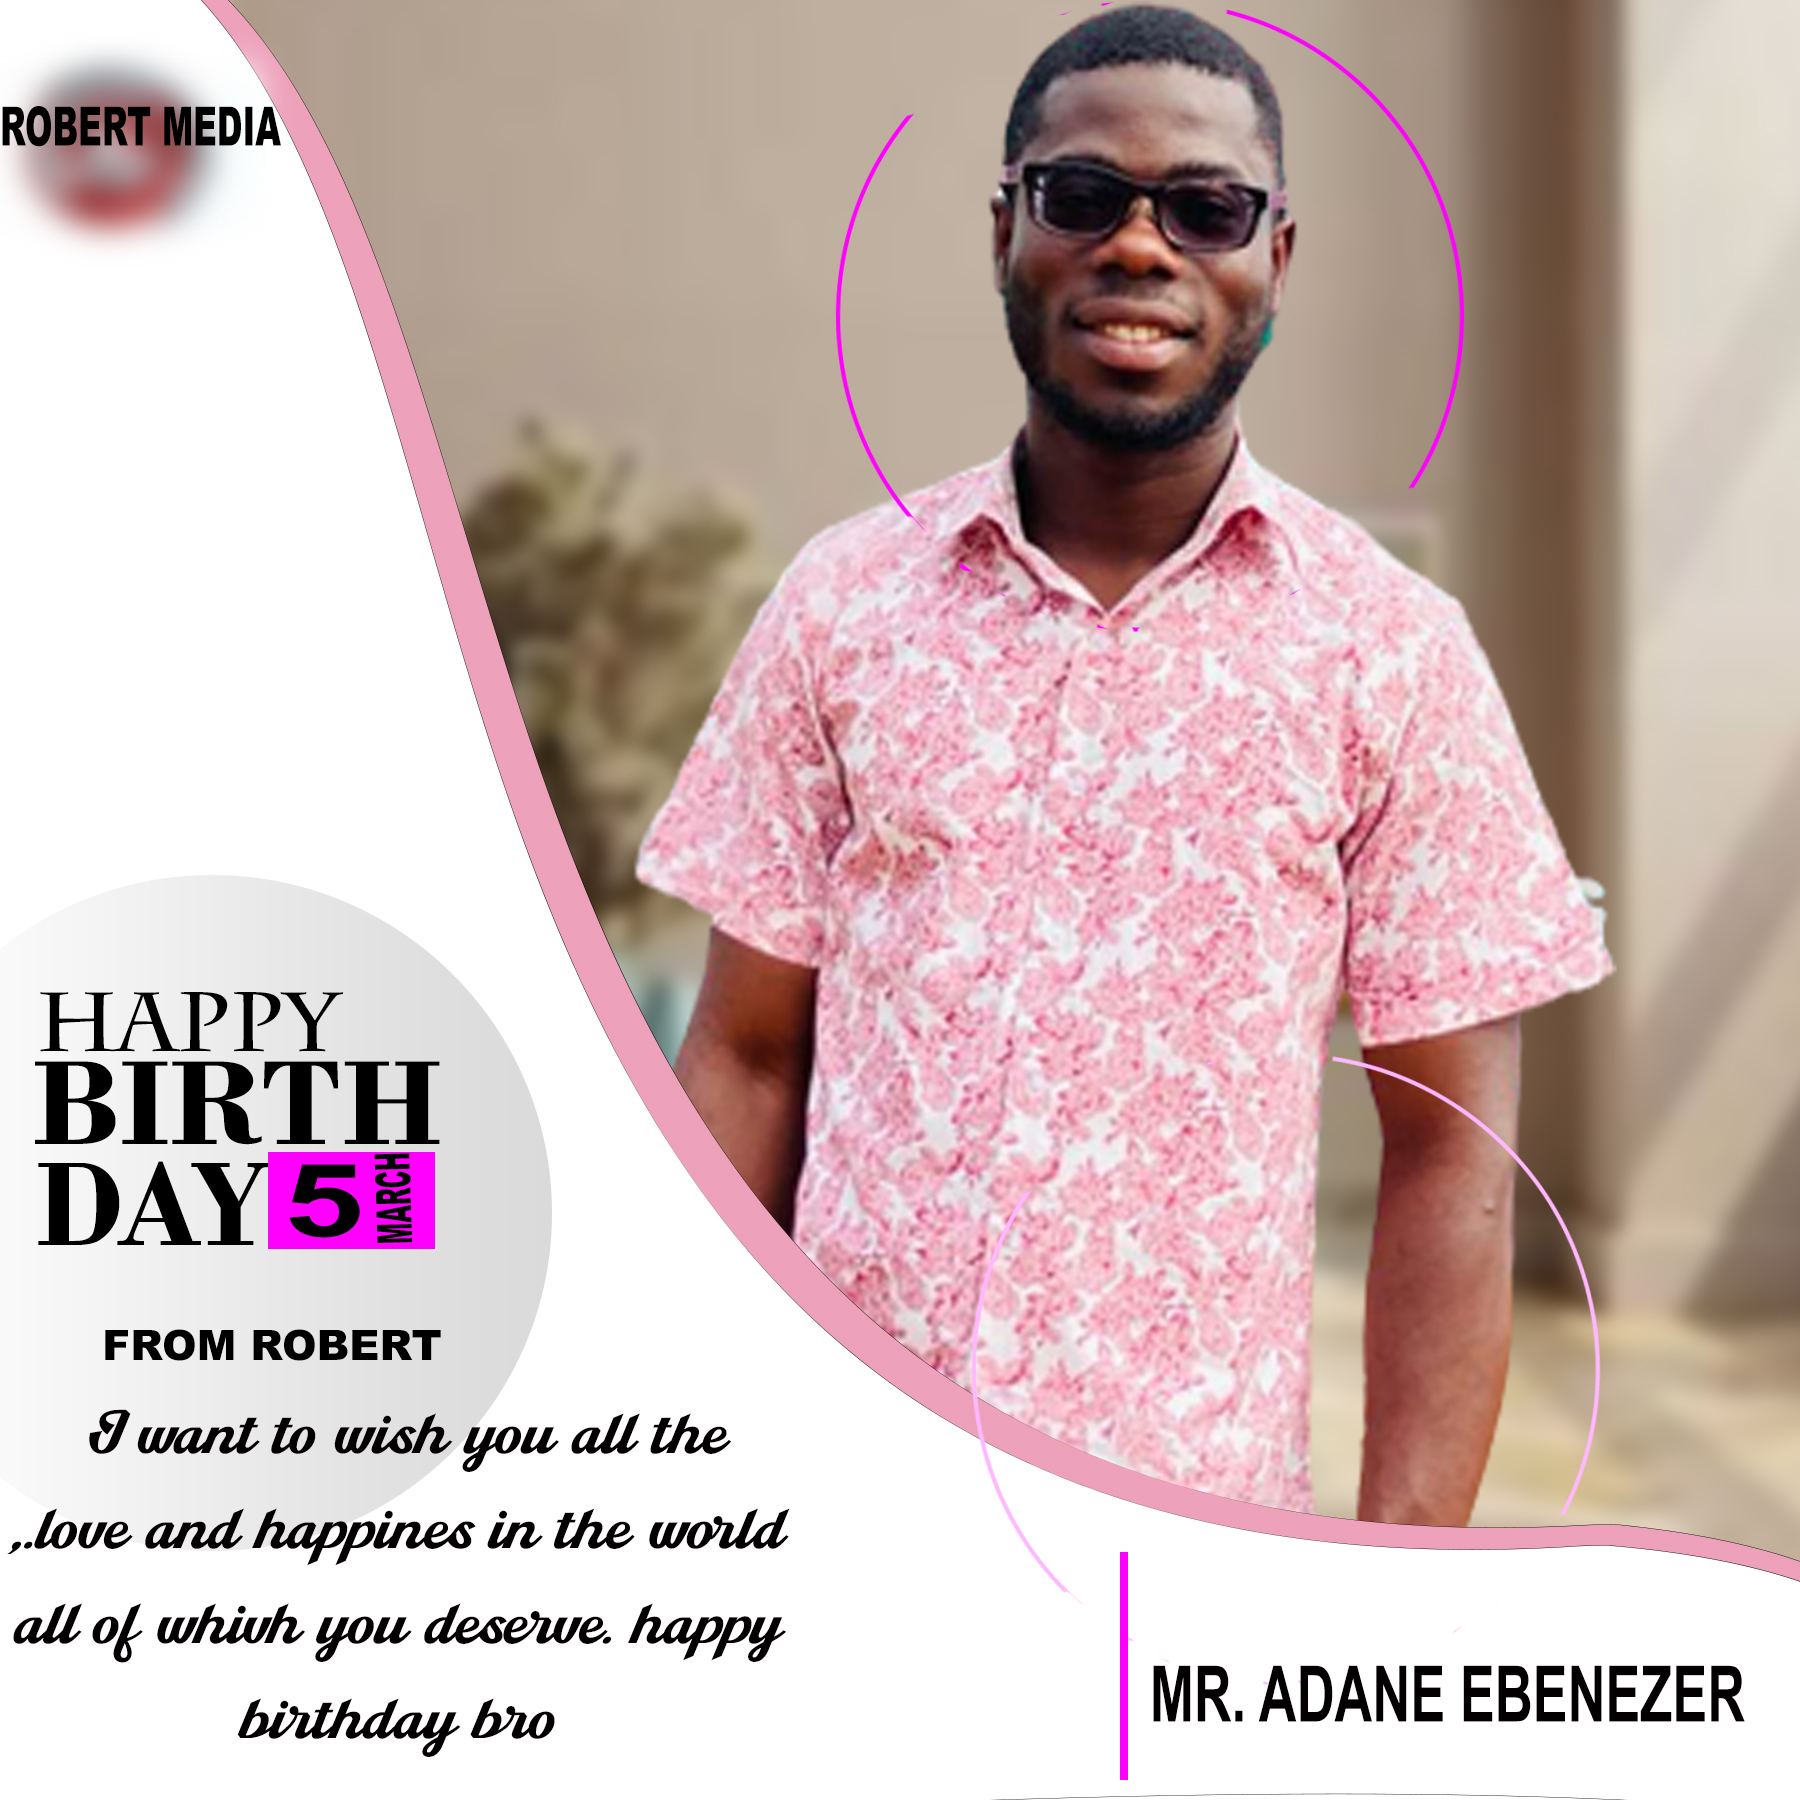 ROBERT MEDIA
HAPPY
BIRTH
DAY 5 MARCH
FROM ROBERT
I want to wish you all the
,.love and happines in the world
all of whivh you deserve. happy
birthday bro
MR. ADANE EBENEZER